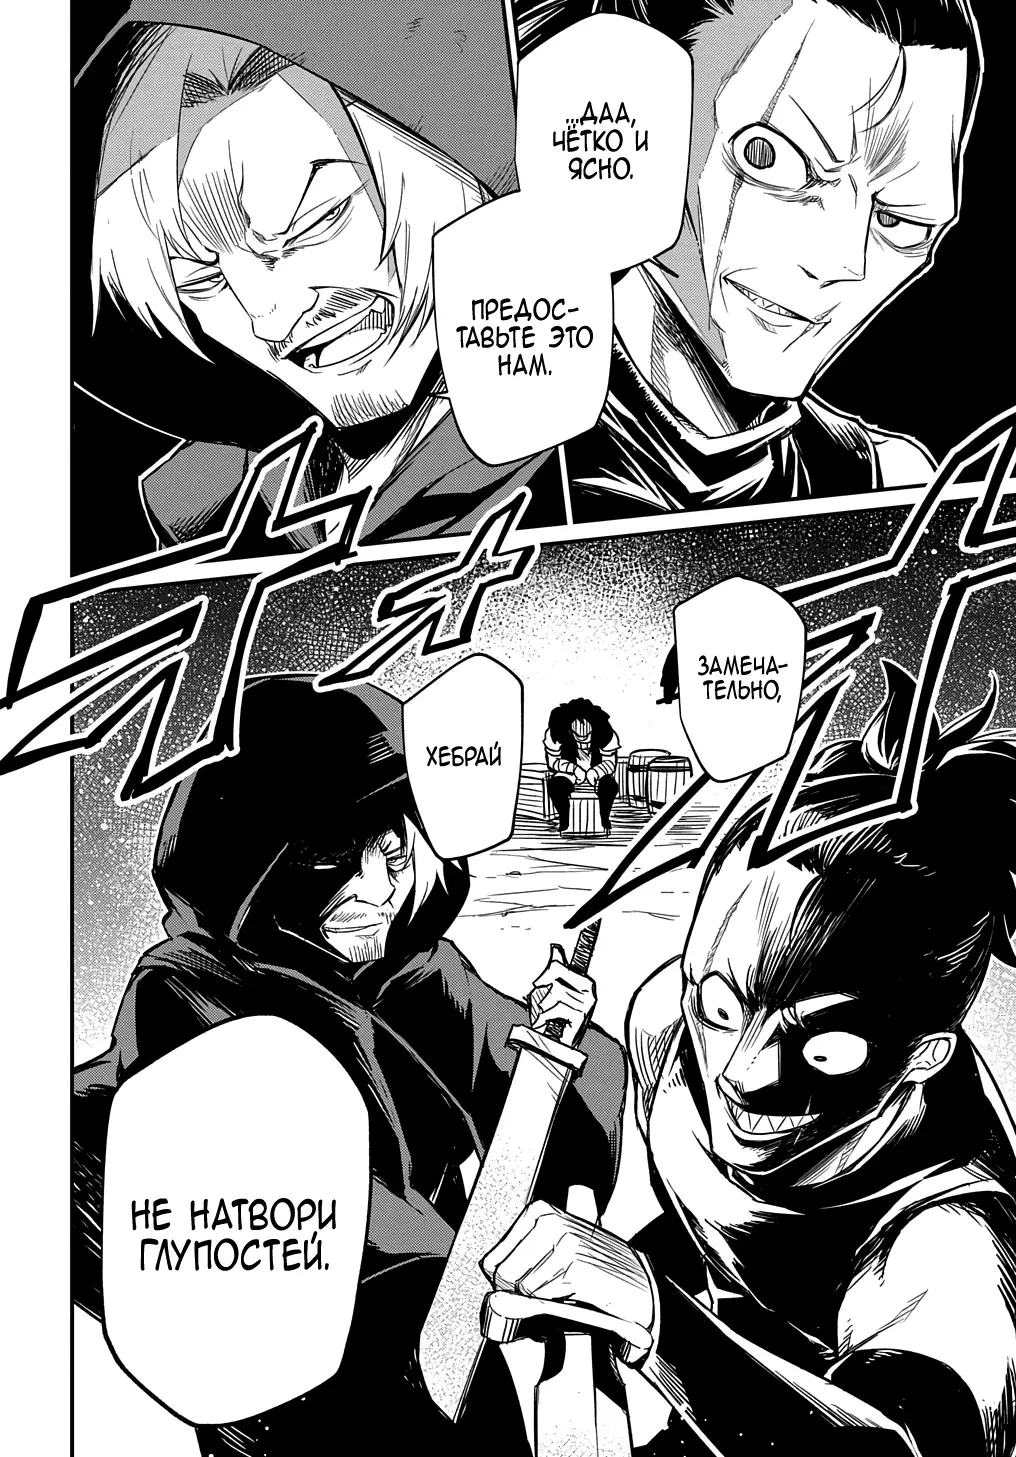 ...ДАА,
ЧЁТКО И
ЯСНО.
ПРЕДОС-
ТАВЬТЕ ЭТО
НАМ.
ЗАМЕЧА-
ТЕЛЬНО,
ХЕБРАЙ
НЕ НАТВОРИ
ГЛУПОСТЕЙ.